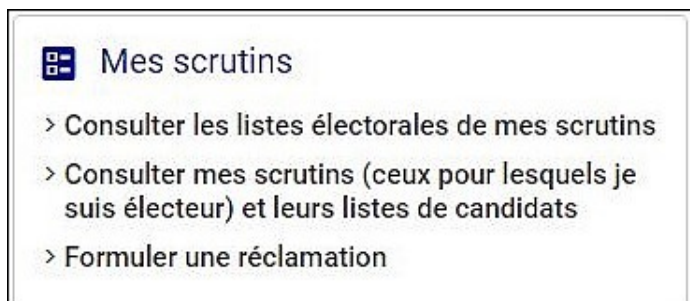 Mes scrutins
> Consulter les listes électorales de mes scrutins
> Consulter mes scrutins (ceux pour lesquels je
suis électeur) et leurs listes de candidats
> Formuler une réclamation